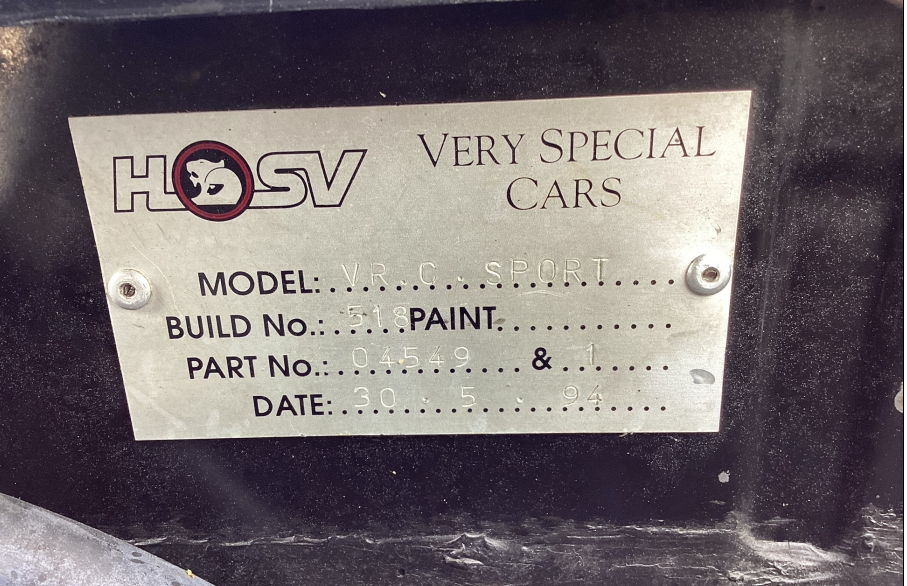 HSV
VERY SPECIAL
CARS
MODEL: VR.C.SPORT
BUILD No.: 518 PAINT
PART No.: 04549 & 1
DATE: 30.5.94